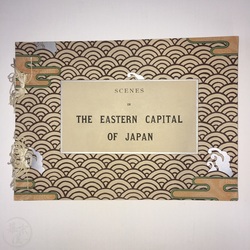 SCENES
IN
THE EASTERN CAPITAL
OF JAPAN